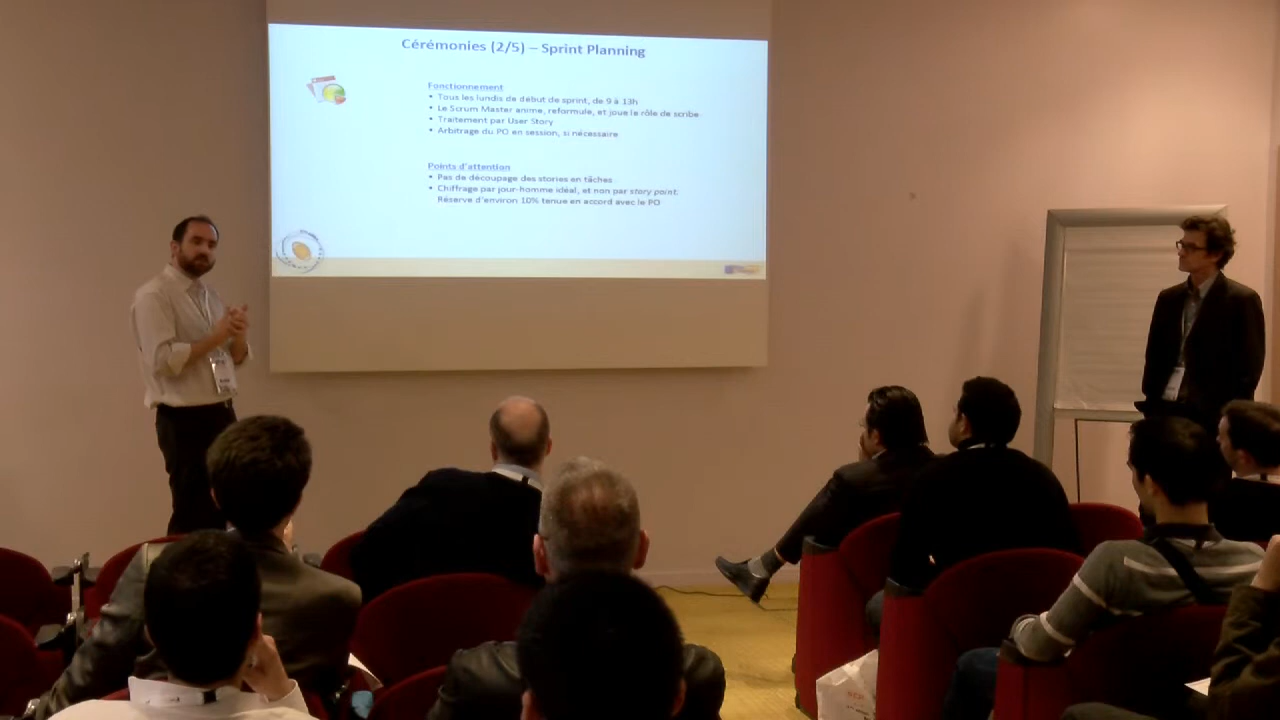 Cérémonies (2/5) – Sprint Planning
Fonctionnement
• Tous les lundis de début de sprint, de 9 à 13h
• Le Scrum Master anime, reformule, et joue le rôle de scribe
• Traitement par User Story
• Arbitrage du PO en session, si nécessaire
Points d'attention
• Pas de découpage des stories en tâches
• Chiffrage par jour-homme idéal, et non par story point.
Réserve d'environ 10% tenue en accord avec le PO